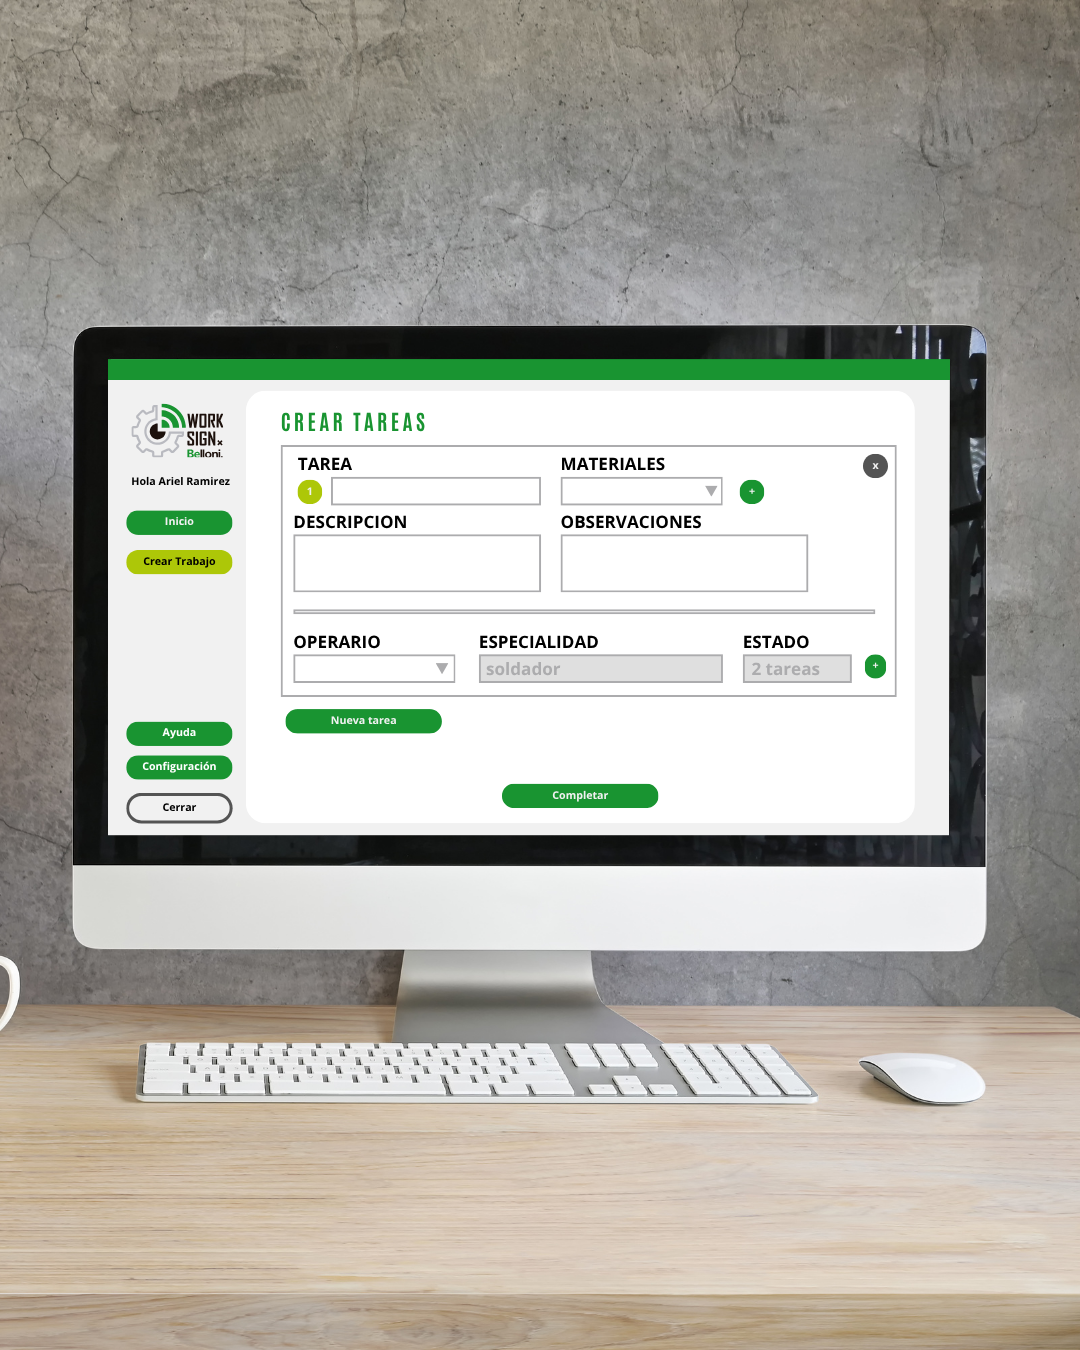 WORK
SIGN x
Belloni.
Hola Ariel Ramirez
Inicio
Crear Trabajo
Ayuda
Configuración
Cerrar
CREAR TAREAS
TAREA
MATERIALES
x
1
+
DESCRIPCION
OBSERVACIONES
OPERARIO
ESPECIALIDAD
ESTADO
soldador
2 tareas
+
Nueva tarea
Completar